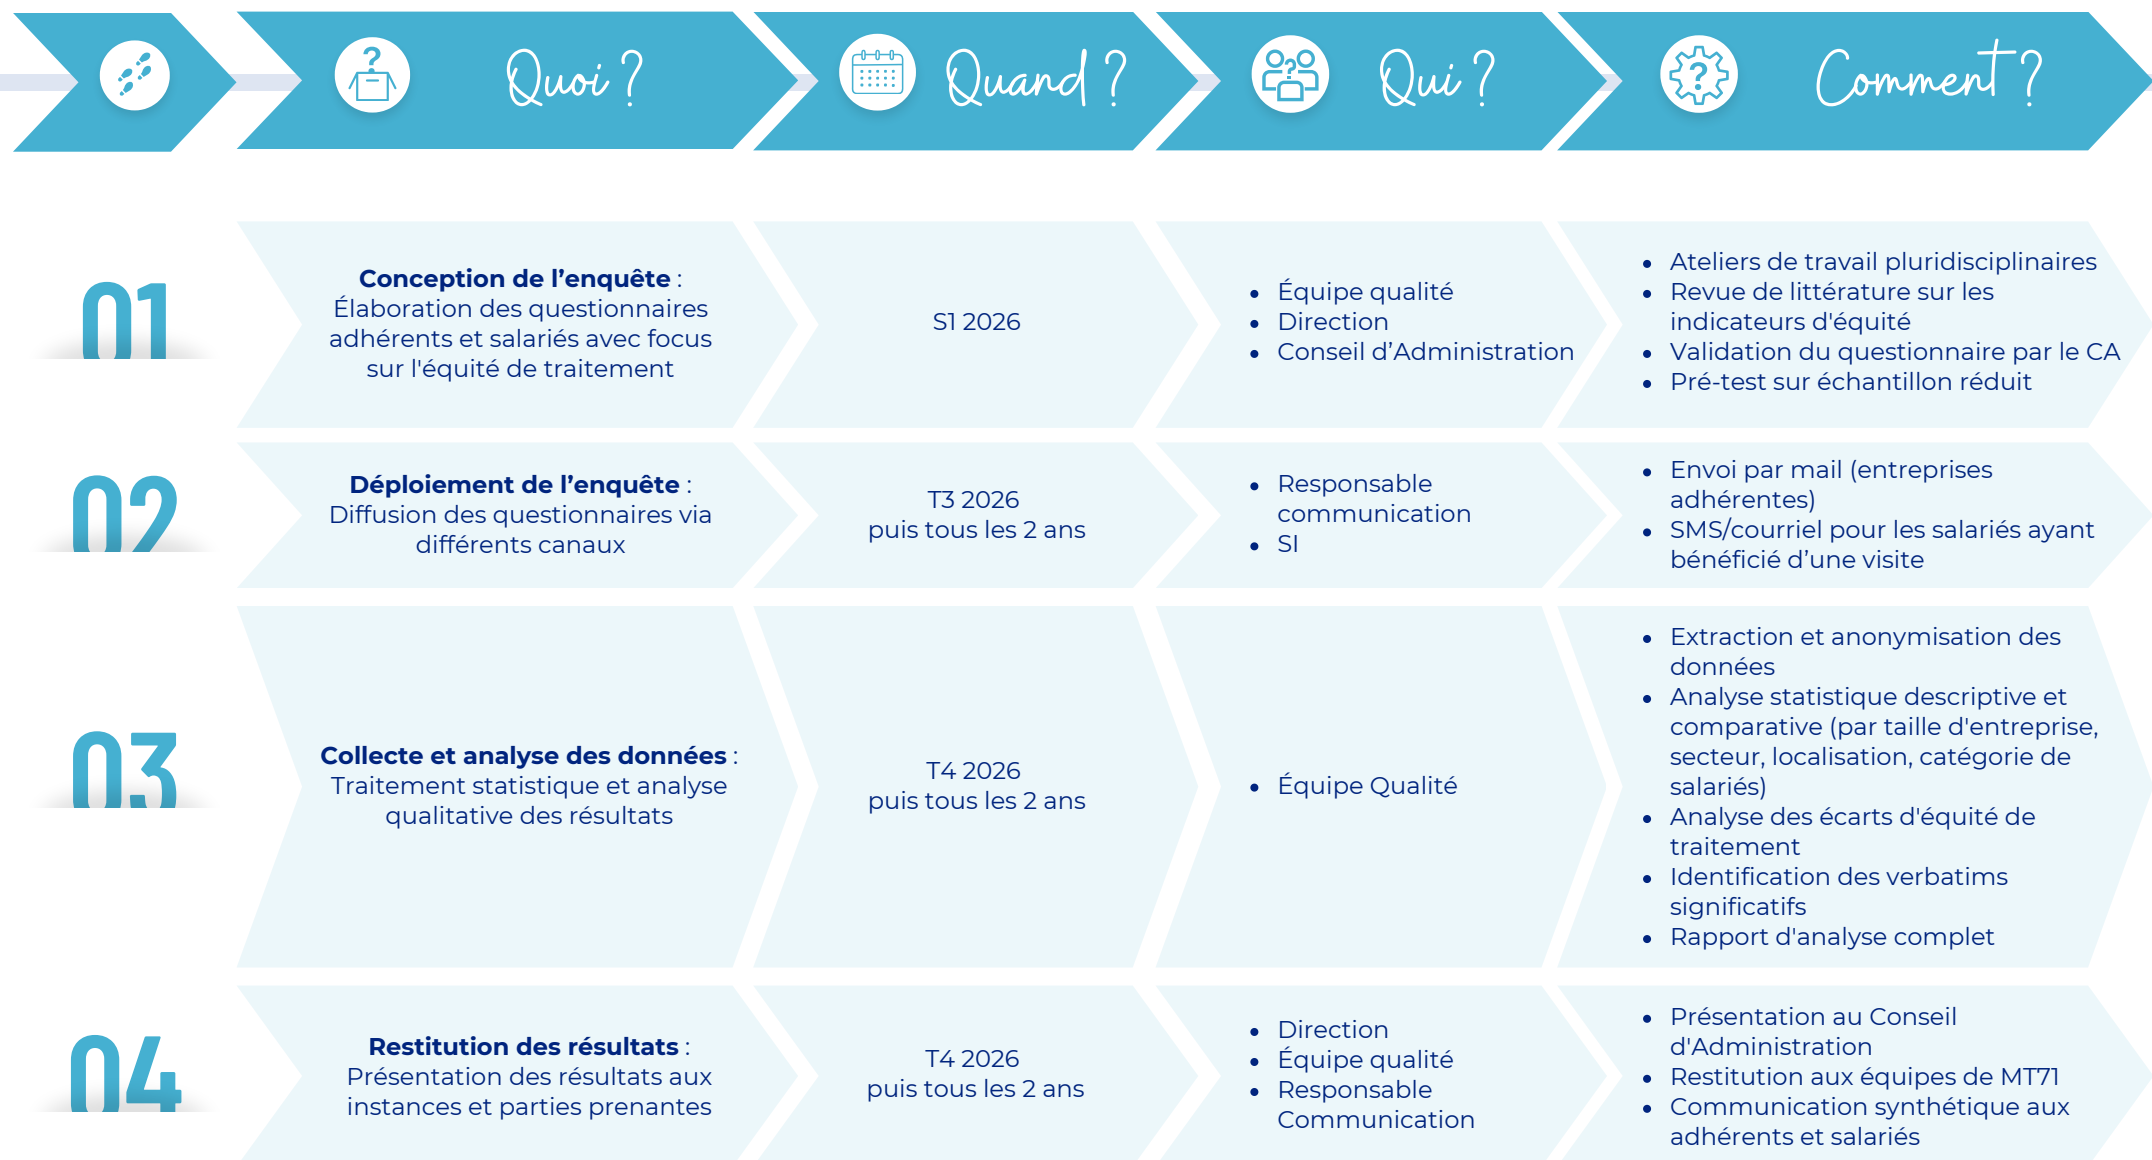 Quoi ?
Quand ?
Qui ?
Comment ?
01
Conception de l’enquête :
Élaboration des questionnaires
adhérents et salariés avec focus
sur l'équité de traitement
S1 2026
Équipe qualité
Direction
Conseil d’Administration
Ateliers de travail pluridisciplinaires
Revue de littérature sur les
indicateurs d'équité
Validation du questionnaire par le CA
Pré-test sur échantillon réduit
02
Déploiement de l’enquête :
Diffusion des questionnaires via
différents canaux
T3 2026
puis tous les 2 ans
Responsable
communication
SI
Envoi par mail (entreprises
adhérentes)
SMS/courriel pour les salariés ayant
bénéficié d’une visite
03
Collecte et analyse des données :
Traitement statistique et analyse
qualitative des résultats
T4 2026
puis tous les 2 ans
Équipe Qualité
Extraction et anonymisation des
données
Analyse statistique descriptive et
comparative (par taille d'entreprise,
secteur, localisation, catégorie de
salariés)
Analyse des écarts d'équité de
traitement
Identification des verbatims
significatifs
Rapport d'analyse complet
04
Restitution des résultats :
Présentation des résultats aux
instances et parties prenantes
T4 2026
puis tous les 2 ans
Direction
Équipe qualité
Responsable
Communication
Présentation au Conseil
d'Administration
Restitution aux équipes de MT71
Communication synthétique aux
adhérents et salariés